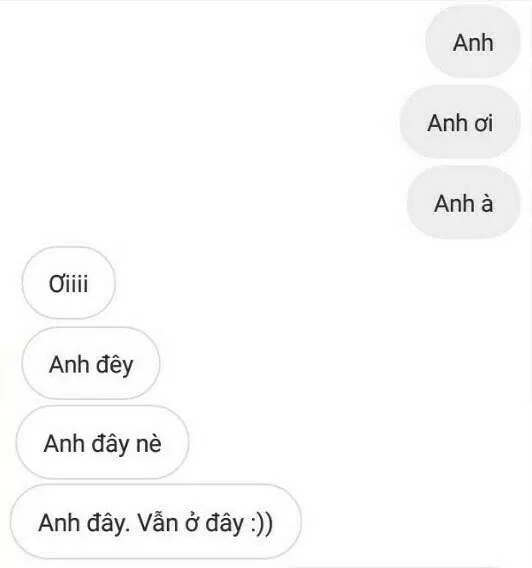 Anh
Anh ơi
Anh à
Ơiiii
Anh đêy
Anh đây nè
Anh đây. Vẫn ở đây :))